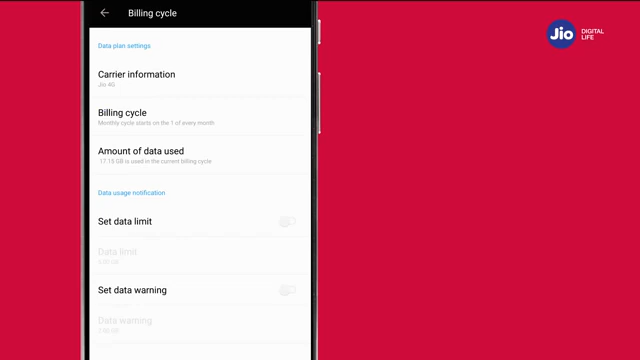 Billing cycle
Jio
DIGITAL
LIFE
Data plan settings
Carrier information
Jio 4G
Billing cycle
Monthly cycle starts on the 1 of every month
Amount of data used
17.15 GB is used in the current billing cycle
Data usage notification
Set data limit
Data limit
Set data warning
Data warning